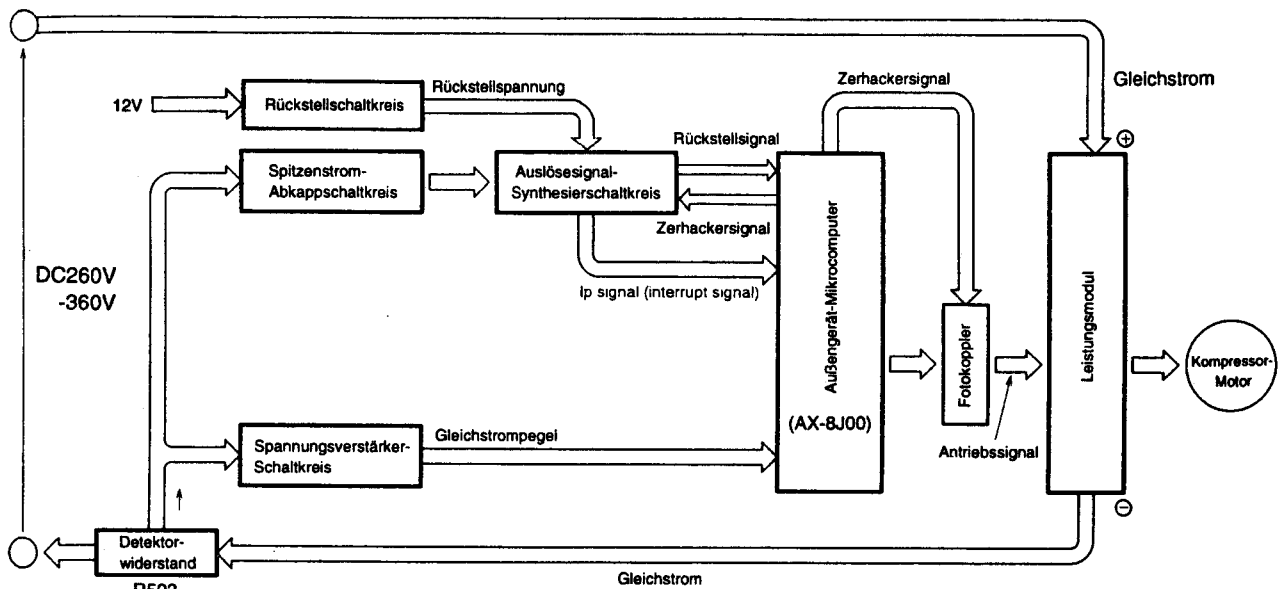 Zerhackersignal
Gleichstrom
12V
Rückstellschaltkreis
Rückstellspannung
Rückstellsignal
Spitzenstrom-
Abkappschaltkreis
Auslösesignal-
Synthesierschaltkreis
Zerhackersignal
DC260V
-360V
Ip signal (interrupt signal)
Außengerät-Mikrocomputer
(AX-8J00)
Fotokoppler
Leistungsmodul
⊕
Kompressor-
Motor
Spannungsverstärker-
Schaltkreis
Gleichstrompegel
Antriebssignal
⊖
Detektor-
widerstand
Gleichstrom